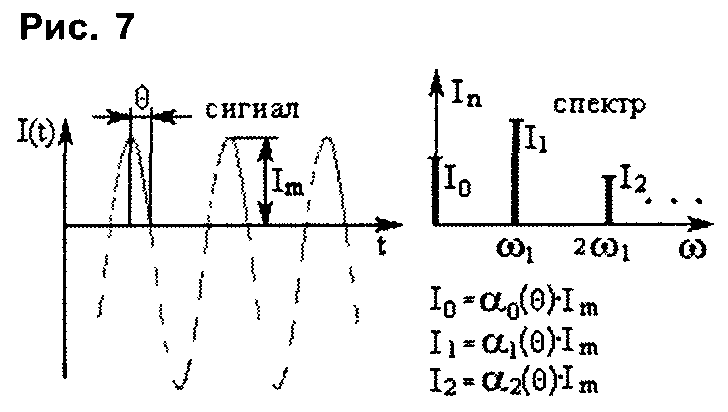 Рис. 7
θ
сигнал
I(t)
Im
t
In
спектр
I1
I0
I2
. . .
ω1
2ω1
ω
I0=α0(θ)·Im
I1=α1(θ)·Im
I2=α2(θ)·Im